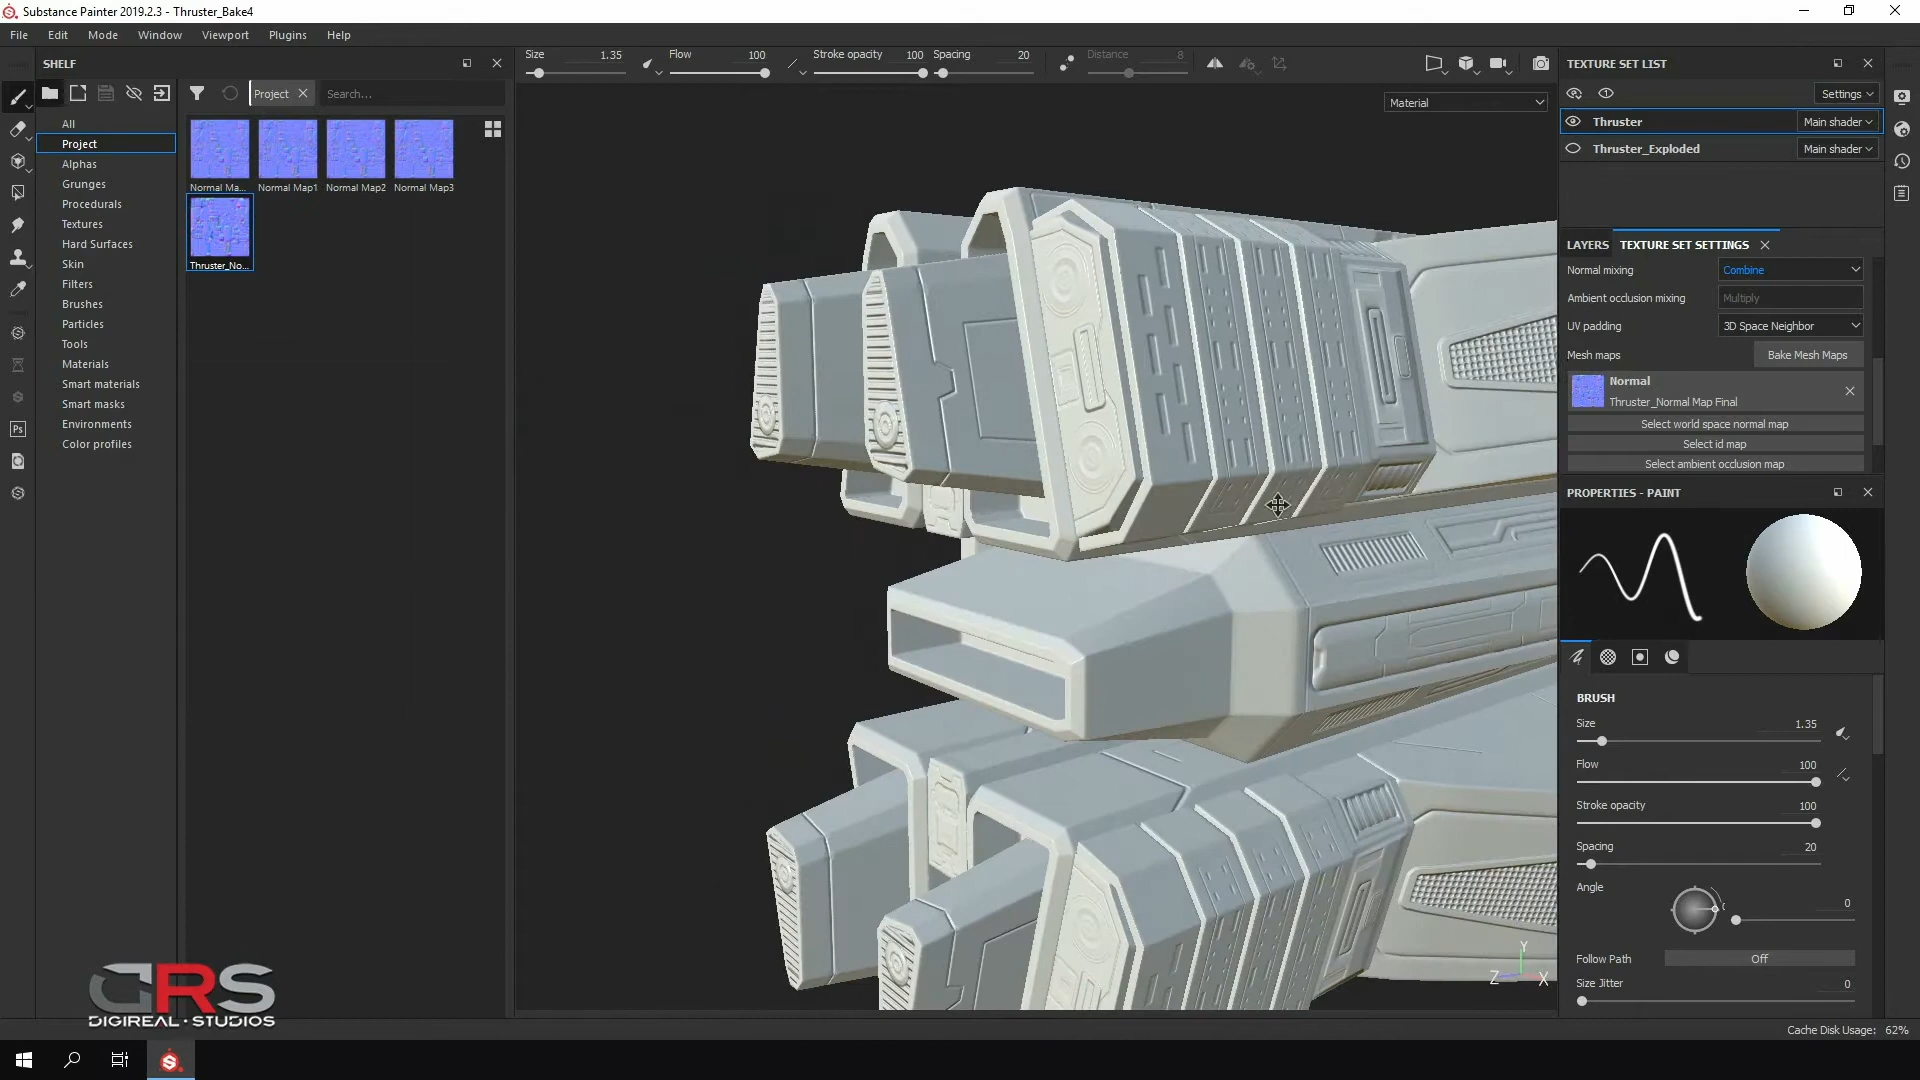 Substance Painter 2019.2.3 - Thruster_Bake4
File Edit Mode Window Viewport Plugins Help
SHELF
Size 1.35 Flow 100 Stroke opacity 100 Spacing 20 Distance 8
TEXTURE SET LIST
Project
Search...
Settings
Material
All
Project
Alphas
Grunges
Procedurals
Textures
Hard Surfaces
Skin
Filters
Brushes
Particles
Tools
Materials
Smart materials
Smart masks
Environments
Color profiles
Normal Ma... Normal Map1 Normal Map2 Normal Map3
Thruster_No...
Thruster Main shader
Thruster_Exploded Main shader
LAYERS TEXTURE SET SETTINGS
Normal mixing Combine
Ambient occlusion mixing Multiply
UV padding 3D Space Neighbor
Mesh maps Bake Mesh Maps
Normal
Thruster_Normal Map Final
Select world space normal map
Select id map
Select ambient occlusion map
PROPERTIES - PAINT
BRUSH
Size 1.35
Flow 100
Stroke opacity 100
Spacing 20
Angle 0
Follow Path Off
Size Jitter 0
Y
Z X
Ps
DRS
DIGIREAL·STUDIOS
Cache Disk Usage: 62%